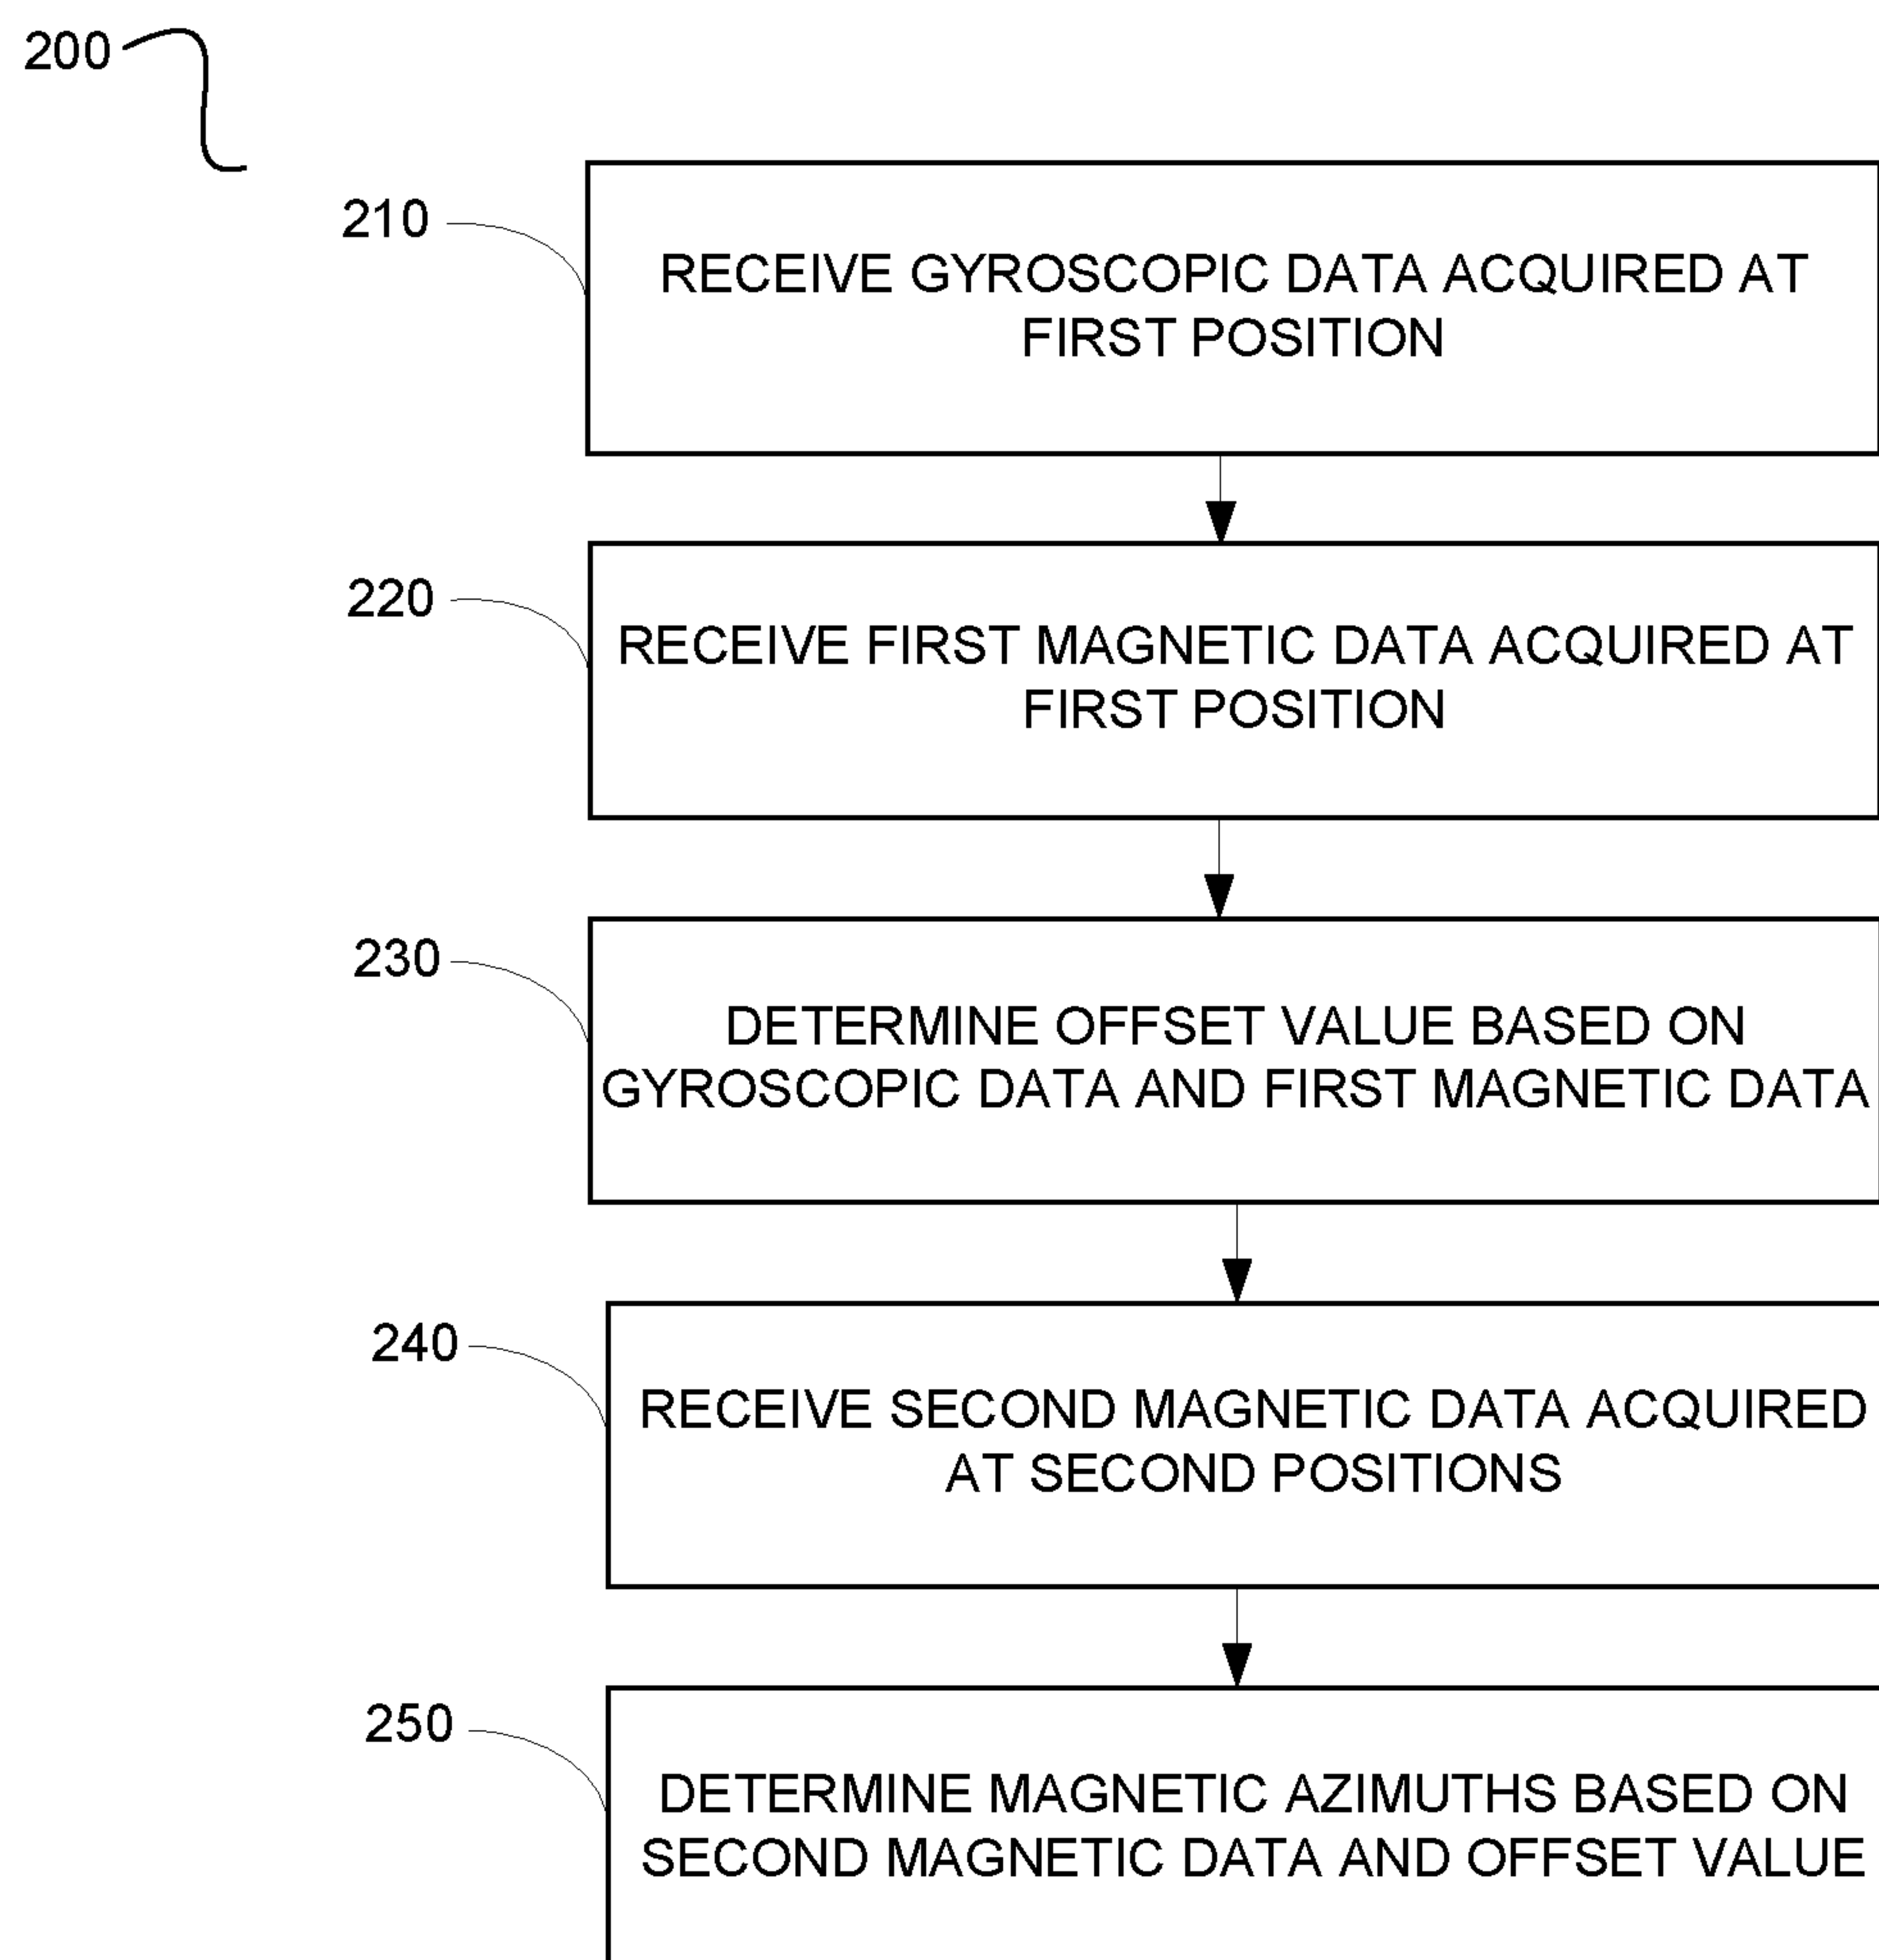 200
210
RECEIVE GYROSCOPIC DATA ACQUIRED AT
FIRST POSITION
220
RECEIVE FIRST MAGNETIC DATA ACQUIRED AT
FIRST POSITION
230
DETERMINE OFFSET VALUE BASED ON
GYROSCOPIC DATA AND FIRST MAGNETIC DATA
240
RECEIVE SECOND MAGNETIC DATA ACQUIRED
AT SECOND POSITIONS
250
DETERMINE MAGNETIC AZIMUTHS BASED ON
SECOND MAGNETIC DATA AND OFFSET VALUE